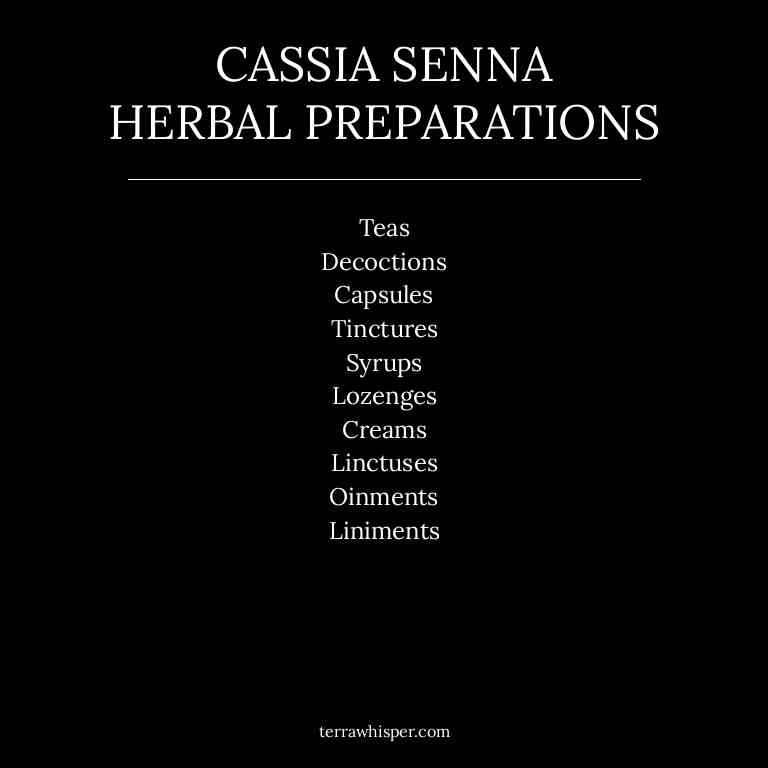 CASSIA SENNA
HERBAL PREPARATIONS
Teas
Decoctions
Capsules
Tinctures
Syrups
Lozenges
Creams
Linctuses
Oinments
Liniments
terrawhisper.com